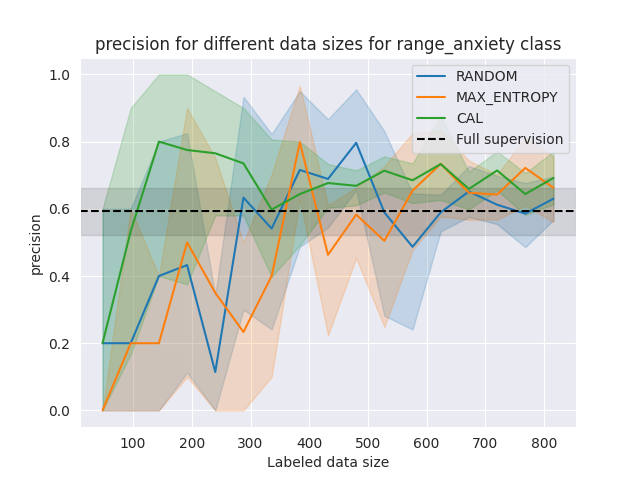 precision for different data sizes for range_anxiety class
RANDOM
MAX_ENTROPY
CAL
Full supervision
1.0
0.8
0.6
0.4
0.2
0.0
precision
100 200 300 400 500 600 700 800
Labeled data size